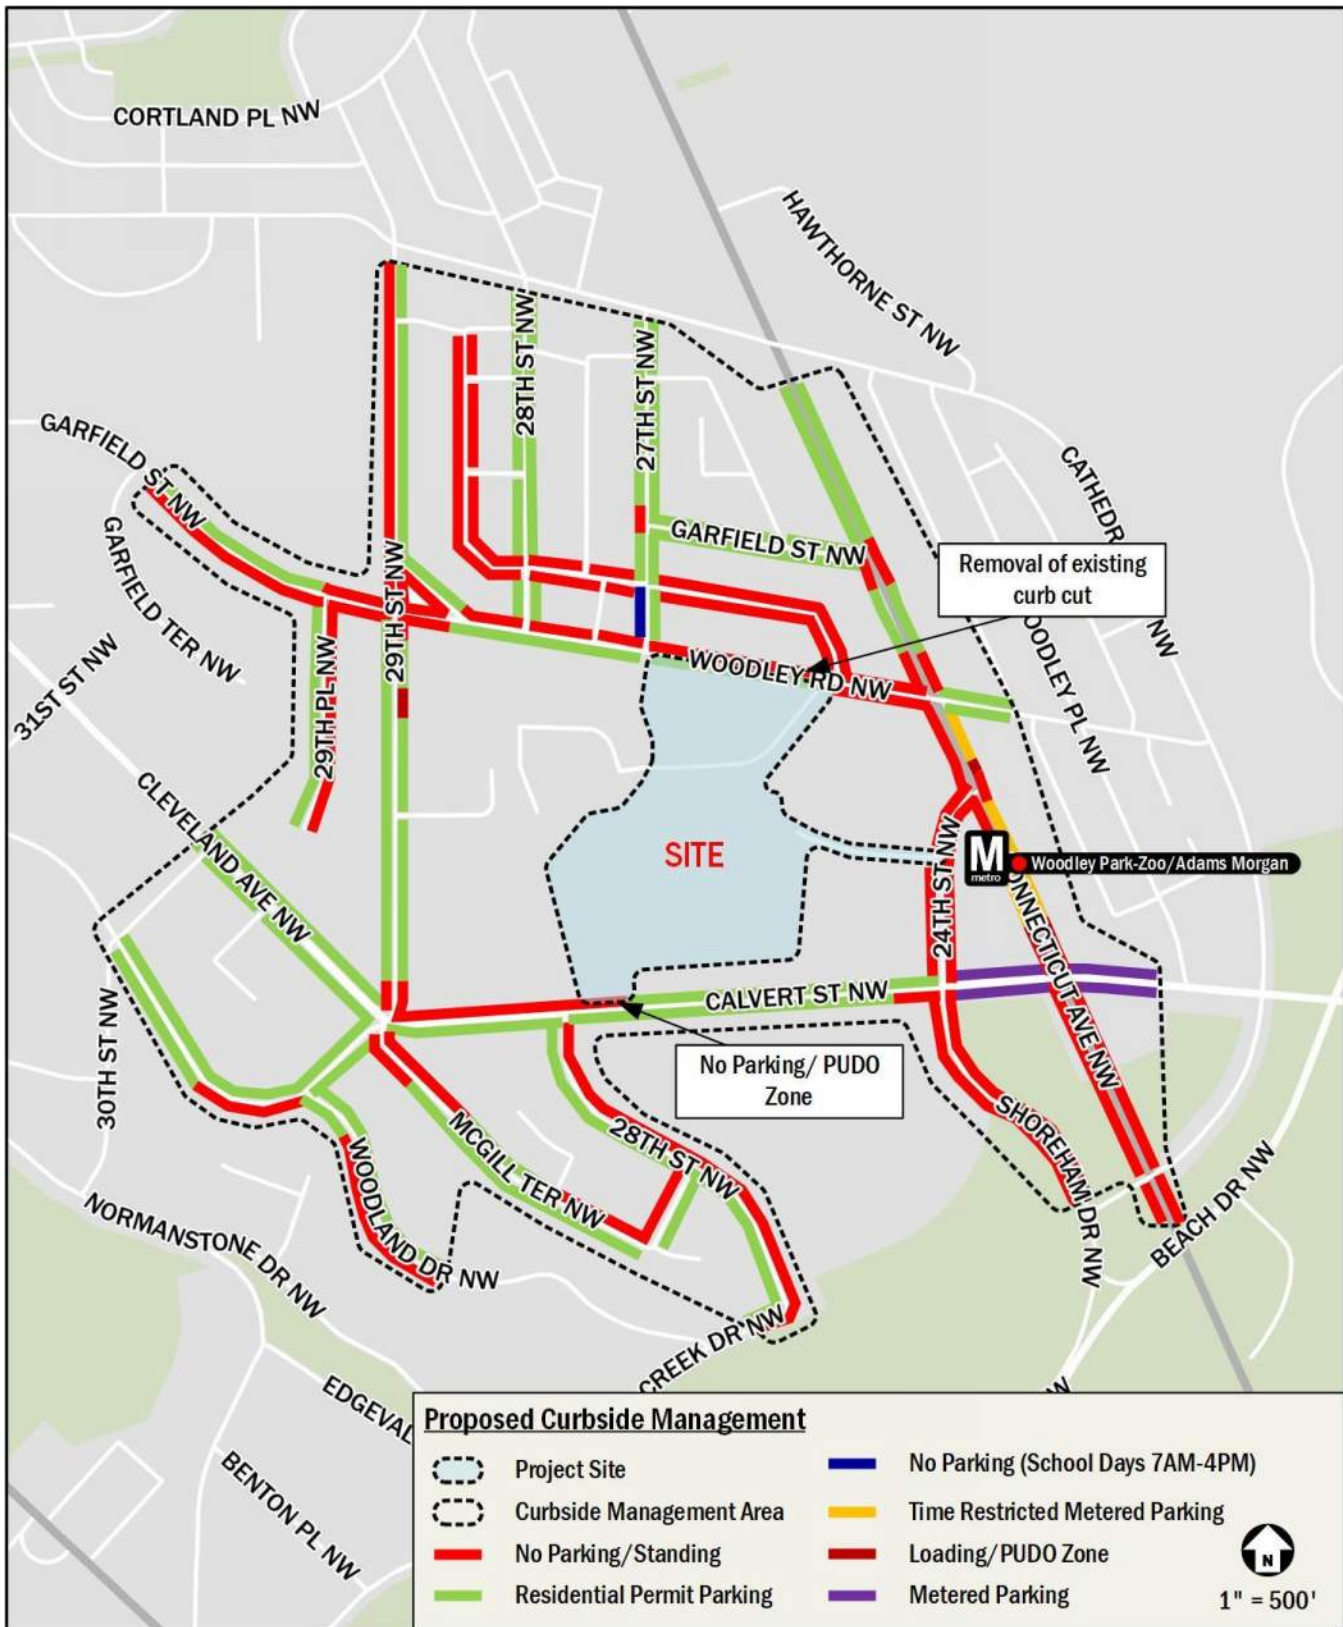 CORTLAND PL NW
HAWTHORNE ST NW
28TH ST NW
27TH ST NW
GARFIELD ST NW
CATHEDR
NW
GARFIELD ST NW
GARFIELD TER NW
Removal of existing
curb cut
29TH ST NW
31ST ST NW
29TH PL NW
WOODLEY RD NW
OODLEY PL NW
CLEVELAND AVE NW
SITE
24TH ST NW
M
metro
Woodley Park-Zoo/Adams Morgan
ONNECTICUT AVE NW
CALVERT ST NW
30TH ST NW
No Parking/ PUDO
Zone
MCGILL TER NW
28TH ST NW
SHOREHAM DR NW
WOODLAND DR NW
BEACH DR NW
NORMANSTONE DR NW
CREEK DR NW
W
EDGEVAL
BENTON PL NW
Proposed Curbside Management
Project Site
Curbside Management Area
No Parking/Standing
Residential Permit Parking
No Parking (School Days 7AM-4PM)
Time Restricted Metered Parking
Loading/PUDO Zone
Metered Parking
N
1" = 500'